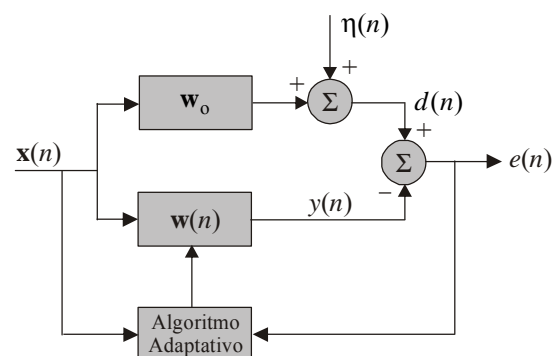 η(n)
+
+
w_o
Σ
d(n)
+
x(n)
Σ
e(n)
−
w(n)
y(n)
Algoritmo
Adaptativo